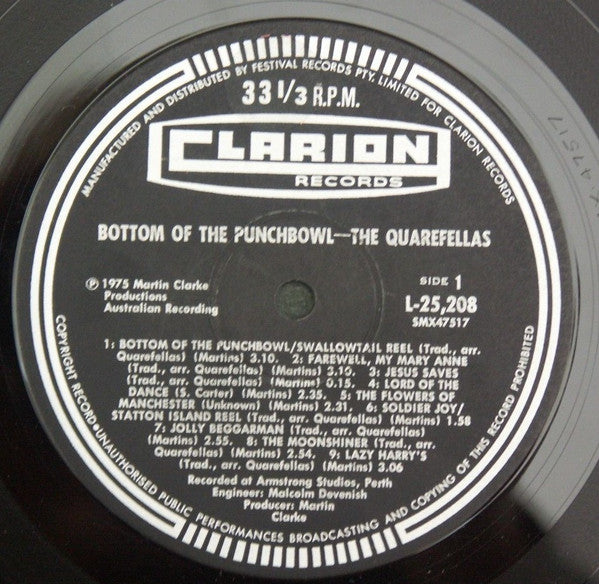 MANUFACTURED AND DISTRIBUTED BY FESTIVAL RECORDS PTY. LIMITED FOR CLARION RECORDS
33 1/3 R.P.M.
CLARION
RECORDS
BOTTOM OF THE PUNCHBOWL—THE QUAREFELLAS
℗ 1975 Martin Clarke
Productions
Australian Recording
SIDE 1
L-25,208
SMX47517
1: BOTTOM OF THE PUNCHBOWL/SWALLOWTAIL REEL (Trad., arr.
Quarefellas) (Martins) 3.10. 2: FAREWELL, MY MARY ANNE
(Trad., arr. Quarefellas) (Martins) 3.10. 3: JESUS SAVES
(Trad., arr. Quarefellas) (Martins) 0.15. 4: LORD OF THE
DANCE (S. Carter) (Martins) 2.35. 5: THE FLOWERS OF
MANCHESTER (Unknown) (Martins) 2.31. 6: SOLDIER JOY/
STATTON ISLAND REEL (Trad., arr. Quarefellas) (Martins) 1.58
7: JOLLY BEGGARMAN (Trad., arr. Quarefellas)
(Martins) 2.55. 8: THE MOONSHINER (Trad., arr.
Quarefellas) (Martins) 2.54. 9: LAZY HARRY'S
(Trad., arr. Quarefellas) (Martins) 3.06
Recorded at Armstrong Studios, Perth
Engineer: Malcolm Devenish
Producer: Martin
Clarke
COPYRIGHT RECORD•UNAUTHORISED PUBLIC PERFORMANCES BROADCASTING AND COPYING OF THIS RECORD PROHIBITED
47517